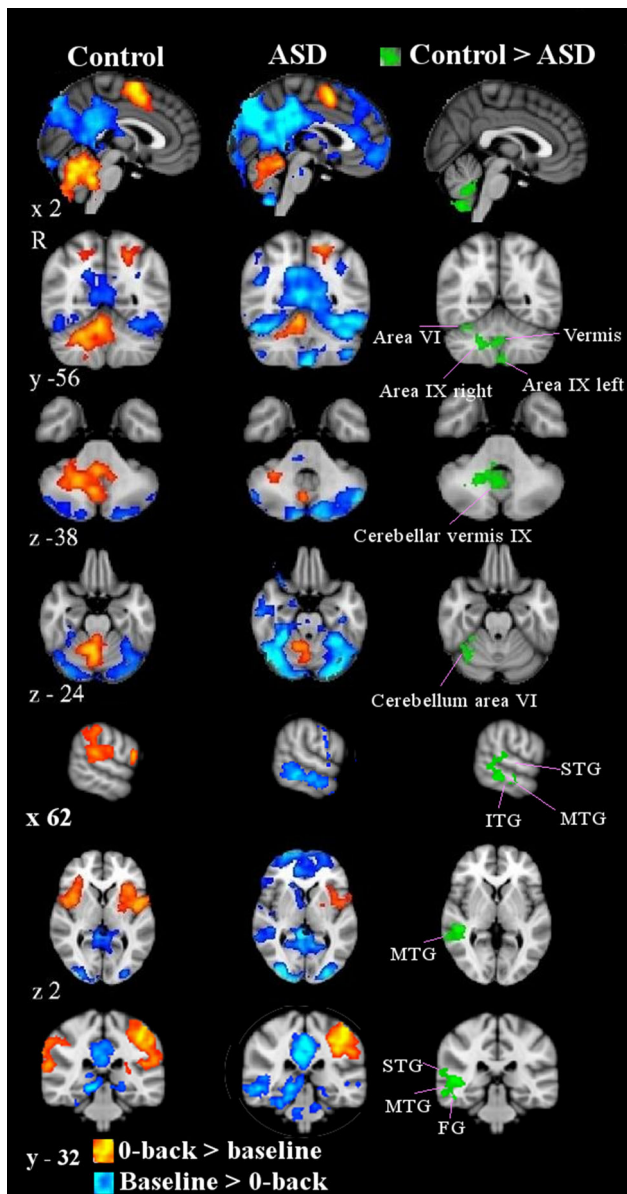 Control ASD Control > ASD
x 2
R
Area VI Vermis
y -56 Area IX right Area IX left
z -38 Cerebellar vermis IX
z - 24 Cerebellum area VI
STG
x 62 ITG MTG
MTG
z 2
STG
MTG
FG
y - 32 0-back > baseline
Baseline > 0-back